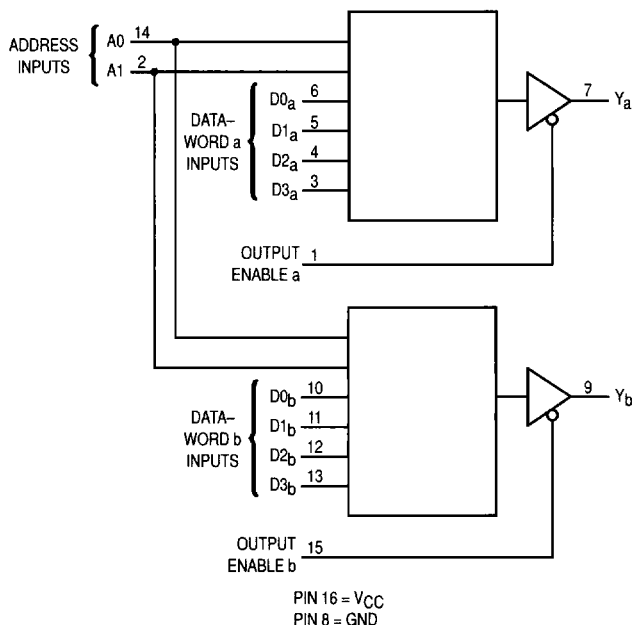 ADDRESS
INPUTS
A0 14
A1 2
DATA–
WORD a
INPUTS
D0a 6
D1a 5
D2a 4
D3a 3
7 Ya
OUTPUT
ENABLE a
1
DATA–
WORD b
INPUTS
D0b 10
D1b 11
D2b 12
D3b 13
9 Yb
OUTPUT
ENABLE b
15
PIN 16 = VCC
PIN 8 = GND